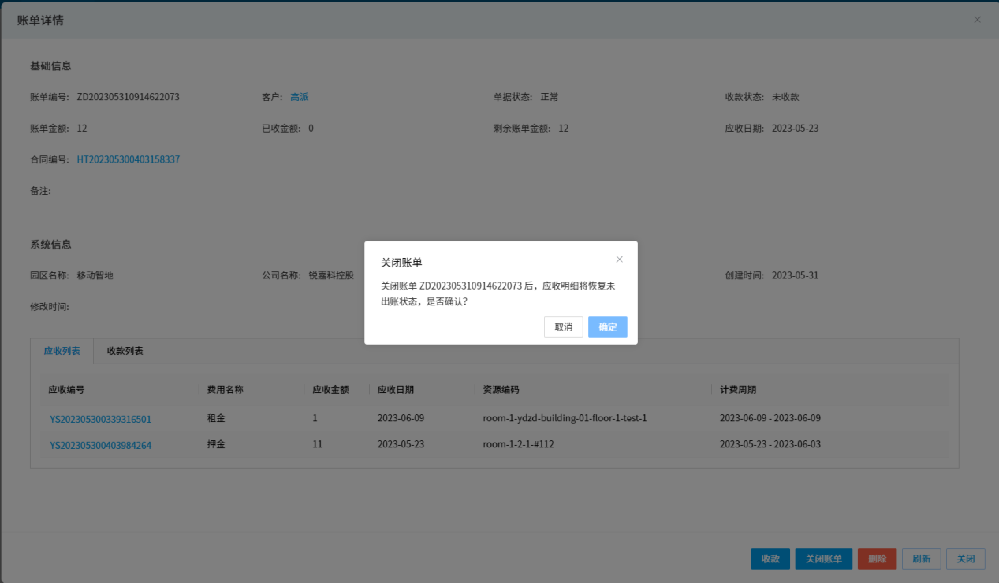 账单详情
基础信息
账单编号: ZD202305310914622073 客户: 高派 单据状态: 正常 收款状态: 未收款
账单金额: 12 已收金额: 0 剩余账单金额: 12 应收日期: 2023-05-23
合同编号: HT202305300403158337
备注:
系统信息
园区名称: 移动智地 公司名称: 锐嘉科控股 创建时间: 2023-05-31
修改时间:
关闭账单
关闭账单 ZD202305310914622073 后，应收明细将恢复未
出账状态，是否确认?
取消 确定
应收列表 收款列表
应收编号 费用名称 应收金额 应收日期 资源编码 计费周期
YS202305300339316501 租金 1 2023-06-09 room-1-ydzd-building-01-floor-1-test-1 2023-06-09 - 2023-06-09
YS202305300403984264 押金 11 2023-05-23 room-1-2-1-#112 2023-05-23 - 2023-06-03
收款 关闭账单 删除 刷新 关闭